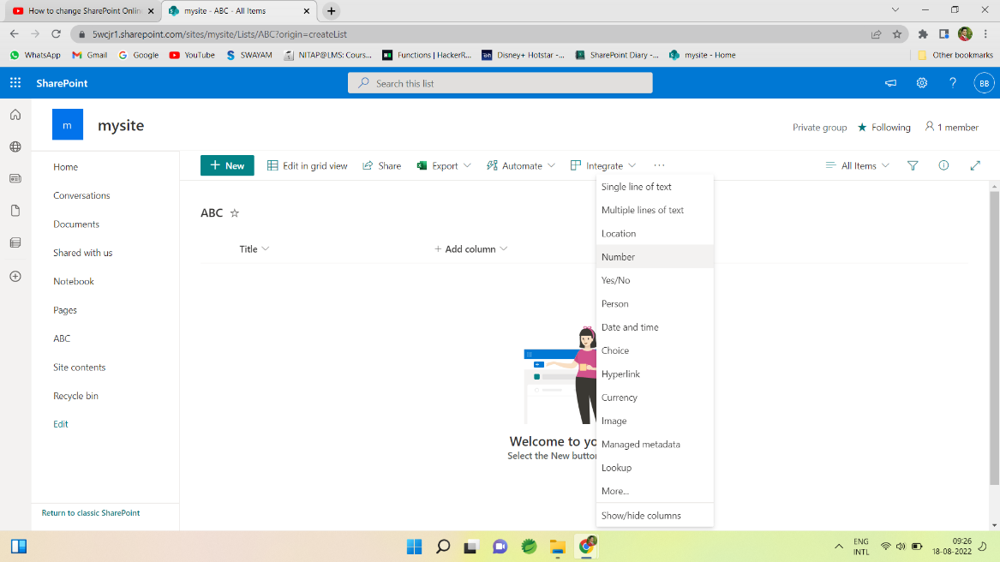 How to change SharePoint Onlin
mysite - ABC - All Items
5wcjr1.sharepoint.com/sites/mysite/Lists/ABC?origin=createList
WhatsApp
Gmail
Google
YouTube
SWAYAM
NITAP@LMS: Cours...
Functions | HackerR...
Disney+ Hotstar -...
SharePoint Diary -...
mysite - Home
Other bookmarks
SharePoint
Search this list
BB
m
mysite
Private group
Following
1 member
Home
Conversations
Documents
Shared with us
Notebook
Pages
ABC
Site contents
Recycle bin
Edit
Return to classic SharePoint
New
Edit in grid view
Share
Export
Automate
Integrate
All Items
ABC
Title
Add column
Single line of text
Multiple lines of text
Location
Number
Yes/No
Person
Date and time
Choice
Hyperlink
Currency
Image
Managed metadata
Lookup
More...
Show/hide columns
Welcome to yo
Select the New button
ENG
INTL
09:26
18-08-2022